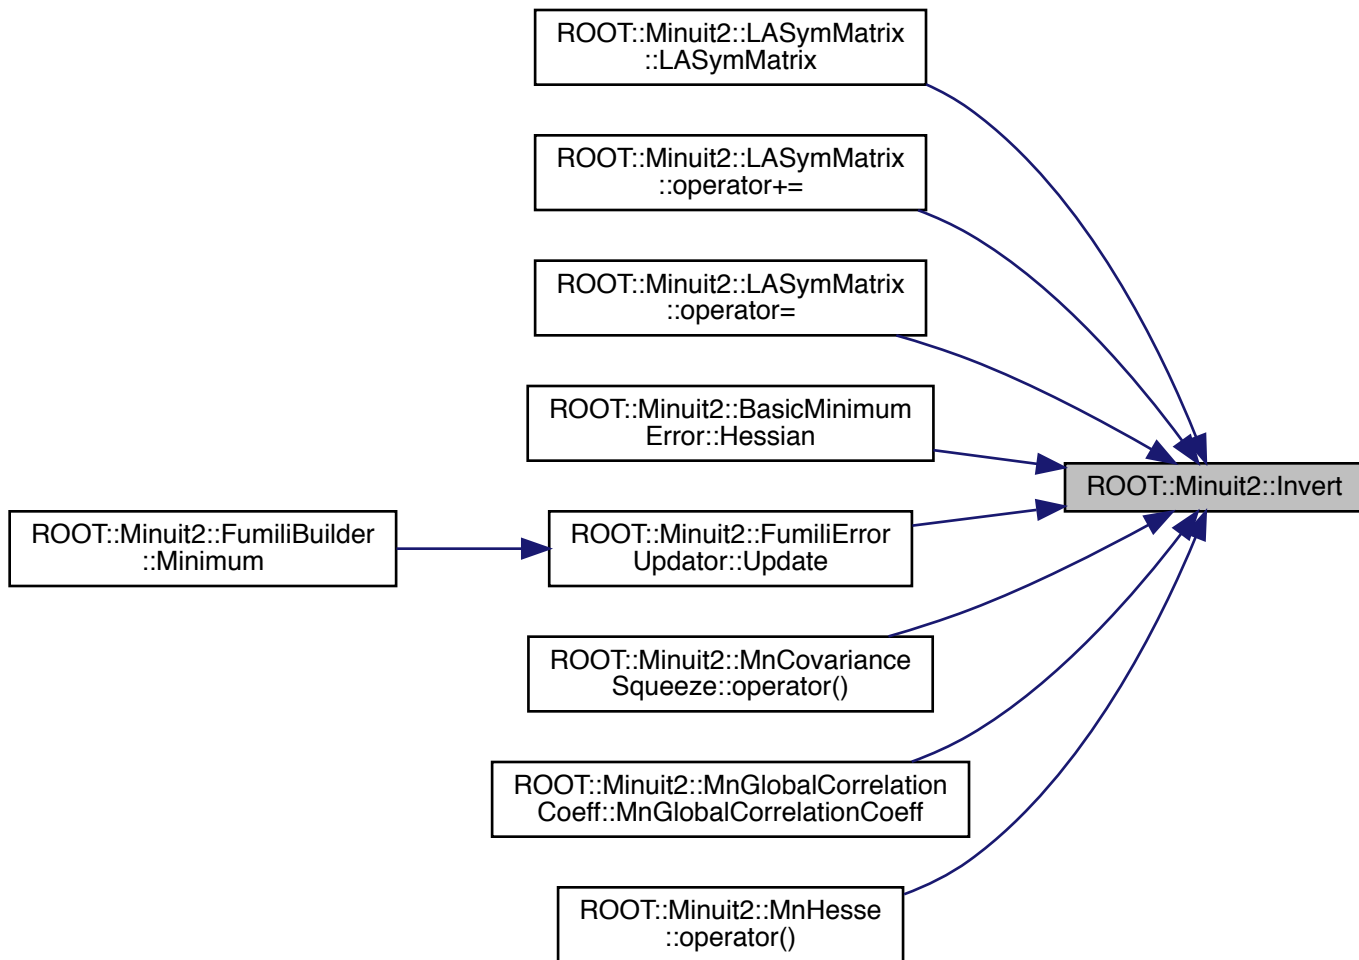 ROOT::Minuit2::LASymMatrix
::LASymMatrix
ROOT::Minuit2::LASymMatrix
::operator+=
ROOT::Minuit2::LASymMatrix
::operator=
ROOT::Minuit2::BasicMinimum
Error::Hessian
ROOT::Minuit2::Invert
ROOT::Minuit2::FumiliBuilder
::Minimum
ROOT::Minuit2::FumiliError
Updator::Update
ROOT::Minuit2::MnCovariance
Squeeze::operator()
ROOT::Minuit2::MnGlobalCorrelation
Coeff::MnGlobalCorrelationCoeff
ROOT::Minuit2::MnHesse
::operator()